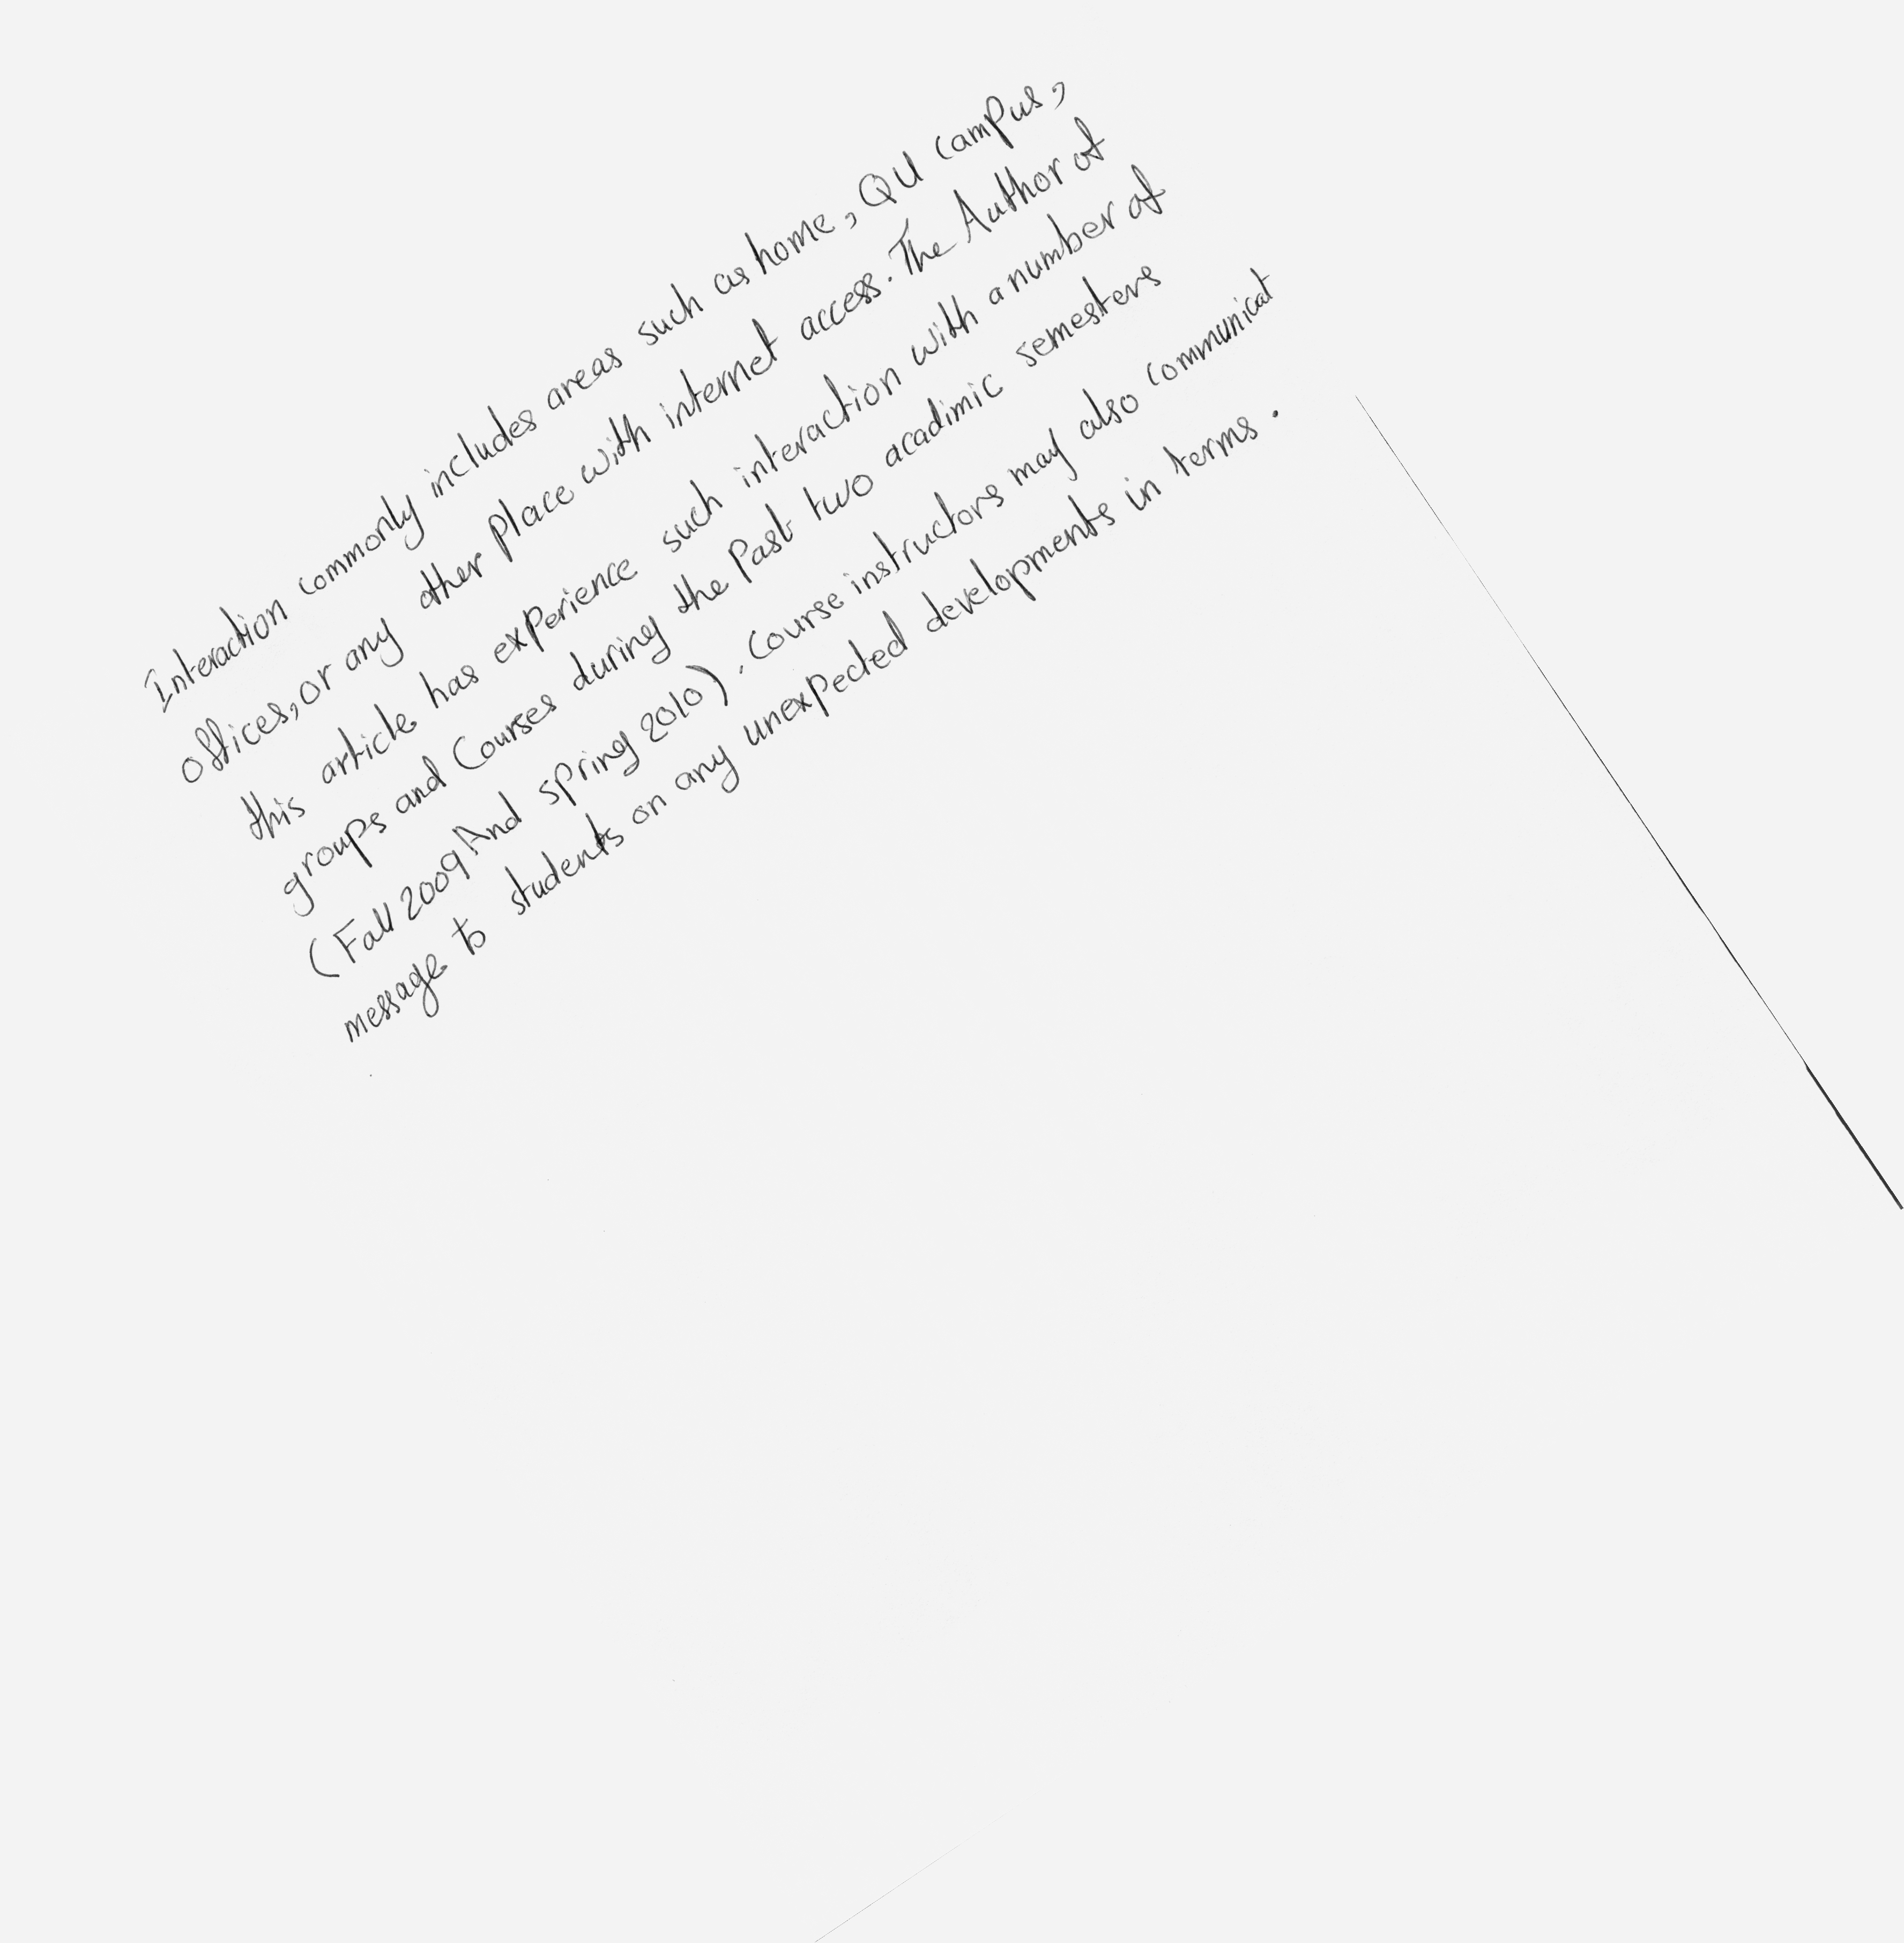 Interaction commonly includes areas such as home, QU campus,
offices, or any other place with internet access. The Author of
this article has experience such interaction with a number of
groups and Courses during the past two acadimic semesters
(Fall 2009, And spring 2010). Course instructors may also communicat
message to students on any unexpected developments in terms.